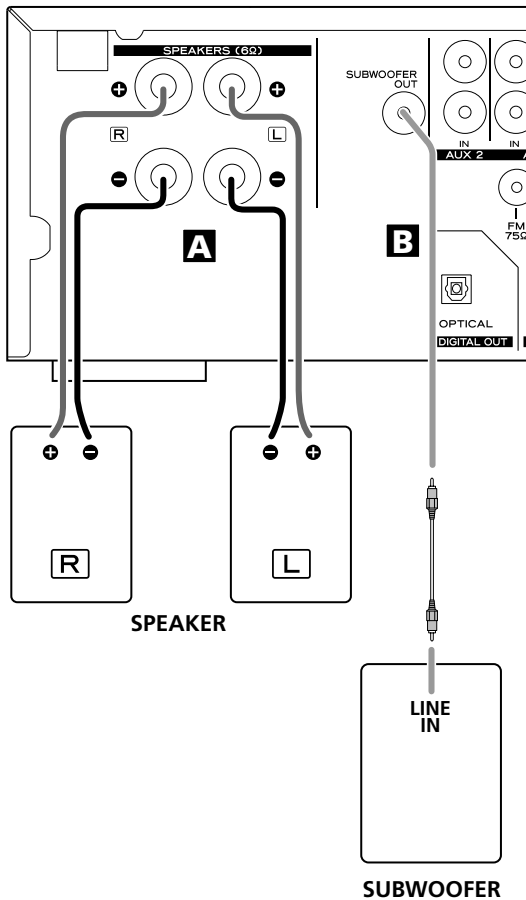 SPEAKERS (6Ω)
SUBWOOFER
OUT
+
+
R
L
IN
IN
AUX 2
−
−
FM
75Ω
A
B
OPTICAL
DIGITAL OUT
+
−
−
+
R
L
SPEAKER
LINE
IN
SUBWOOFER